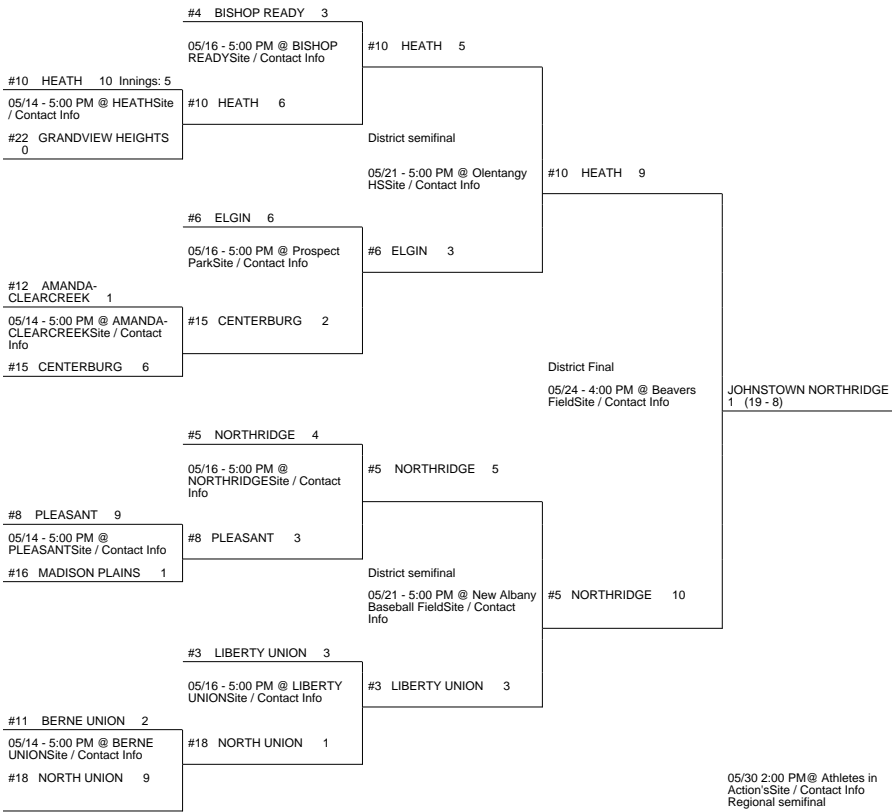 #4 BISHOP READY 3
05/16 - 5:00 PM @ BISHOP
READYSite / Contact Info
#10 HEATH 5
#10 HEATH 10 Innings: 5
05/14 - 5:00 PM @ HEATHSite
/ Contact Info
#10 HEATH 6
#22 GRANDVIEW HEIGHTS
0
District semifinal
05/21 - 5:00 PM @ Olentangy
HSSite / Contact Info
#10 HEATH 9
#6 ELGIN 6
05/16 - 5:00 PM @ Prospect
ParkSite / Contact Info
#6 ELGIN 3
#12 AMANDA-
CLEARCREEK 1
05/14 - 5:00 PM @ AMANDA-
CLEARCREEKSite / Contact
Info
#15 CENTERBURG 2
#15 CENTERBURG 6
District Final
05/24 - 4:00 PM @ Beavers
FieldSite / Contact Info
JOHNSTOWN NORTHRIDGE
1 (19 - 8)
#5 NORTHRIDGE 4
05/16 - 5:00 PM @
NORTHRIDGESite / Contact
Info
#5 NORTHRIDGE 5
#8 PLEASANT 9
05/14 - 5:00 PM @
PLEASANTSite / Contact Info
#8 PLEASANT 3
#16 MADISON PLAINS 1
District semifinal
05/21 - 5:00 PM @ New Albany
Baseball FieldSite / Contact
Info
#5 NORTHRIDGE 10
#3 LIBERTY UNION 3
05/16 - 5:00 PM @ LIBERTY
UNIONSite / Contact Info
#3 LIBERTY UNION 3
#11 BERNE UNION 2
05/14 - 5:00 PM @ BERNE
UNIONSite / Contact Info
#18 NORTH UNION 1
#18 NORTH UNION 9
05/30 2:00 PM@ Athletes in
Action'sSite / Contact Info
Regional semifinal